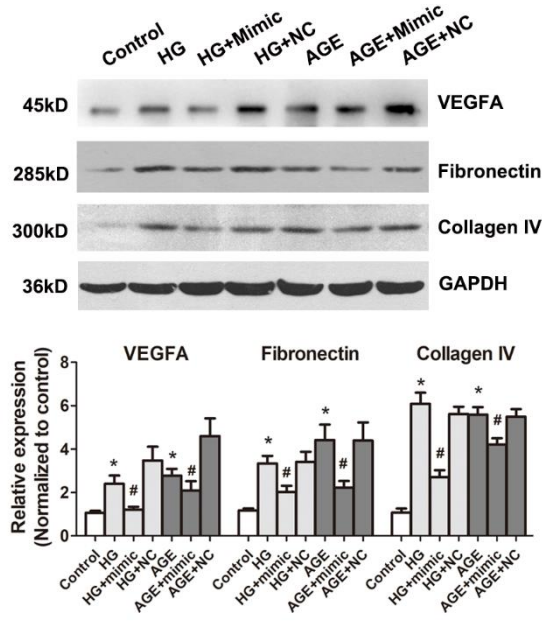 Control HG HG+Mimic HG+NC AGE AGE+Mimic AGE+NC
45kD VEGFA
285kD Fibronectin
300kD Collagen IV
36kD GAPDH
VEGFA Fibronectin Collagen IV
Relative expression
(Normalized to control)
8
6
4
2
0
* # * #
* # * #
* # * #
Control HG HG+mimic HG+NC AGE AGE+mimic AGE+NC
Control HG HG+mimic HG+NC AGE AGE+mimic AGE+NC
Control HG HG+mimic HG+NC AGE AGE+mimic AGE+NC